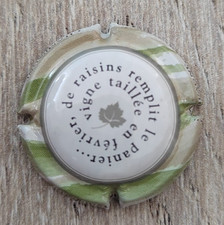 vigne taillée en février, de raisins remplit le panier...